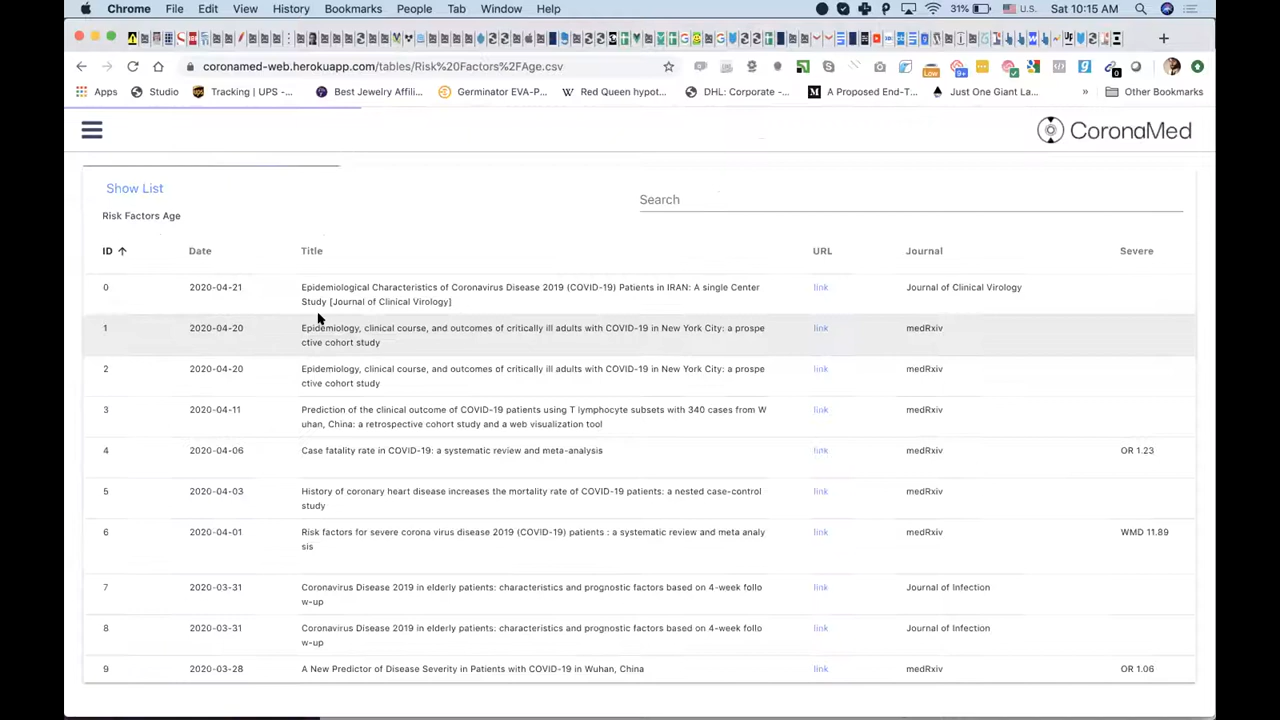 Chrome File Edit View History Bookmarks People Tab Window Help 31% U.S. Sat 10:15 AM
coronamed-web.herokuapp.com/tables/Risk%20Factors%2FAge.csv
Apps Studio Tracking | UPS -... Best Jewelry Affili... Germinator EVA-P... Red Queen hypot... DHL: Corporate -... A Proposed End-T... Just One Giant La... » Other Bookmarks
CoronaMed
Show List
Search
Risk Factors Age
ID Date Title URL Journal Severe
0 2020-04-21 Epidemiological Characteristics of Coronavirus Disease 2019 (COVID-19) Patients in IRAN: A single Center link Journal of Clinical Virology
Study [Journal of Clinical Virology]
1 2020-04-20 Epidemiology, clinical course, and outcomes of critically ill adults with COVID-19 in New York City: a prospe link medRxiv
ctive cohort study
2 2020-04-20 Epidemiology, clinical course, and outcomes of critically ill adults with COVID-19 in New York City: a prospe link medRxiv
ctive cohort study
3 2020-04-11 Prediction of the clinical outcome of COVID-19 patients using T lymphocyte subsets with 340 cases from W link medRxiv
uhan, China: a retrospective cohort study and a web visualization tool
4 2020-04-06 Case fatality rate in COVID-19: a systematic review and meta-analysis link medRxiv OR 1.23
5 2020-04-03 History of coronary heart disease increases the mortality rate of COVID-19 patients: a nested case-control link medRxiv
study
6 2020-04-01 Risk factors for severe corona virus disease 2019 (COVID-19) patients : a systematic review and meta analy link medRxiv WMD 11.89
sis
7 2020-03-31 Coronavirus Disease 2019 in elderly patients: characteristics and prognostic factors based on 4-week follo link Journal of Infection
w-up
8 2020-03-31 Coronavirus Disease 2019 in elderly patients: characteristics and prognostic factors based on 4-week follo link Journal of Infection
w-up
9 2020-03-28 A New Predictor of Disease Severity in Patients with COVID-19 in Wuhan, China link medRxiv OR 1.06